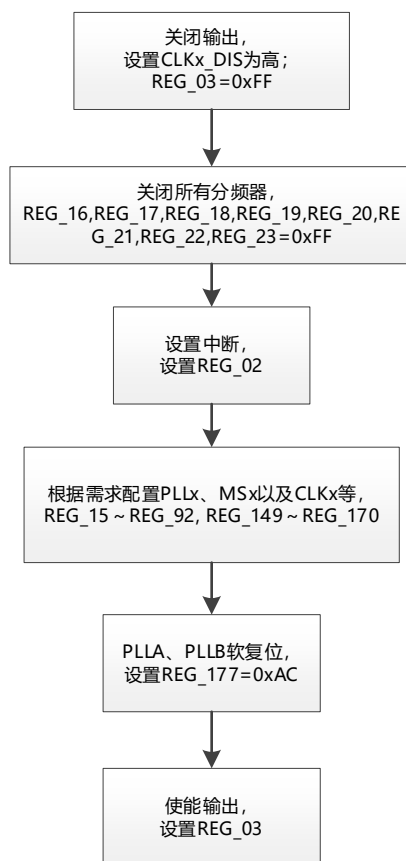 关闭输出，
设置CLKx_DIS为高；
REG_03=0xFF
关闭所有分频器，
REG_16,REG_17,REG_18,REG_19,REG_20,RE
G_21,REG_22,REG_23=0xFF
设置中断，
设置REG_02
根据需求配置PLLx、MSx以及CLKx等，
REG_15～REG_92, REG_149～REG_170
PLLA、PLLB软复位，
设置REG_177=0xAC
使能输出，
设置REG_03